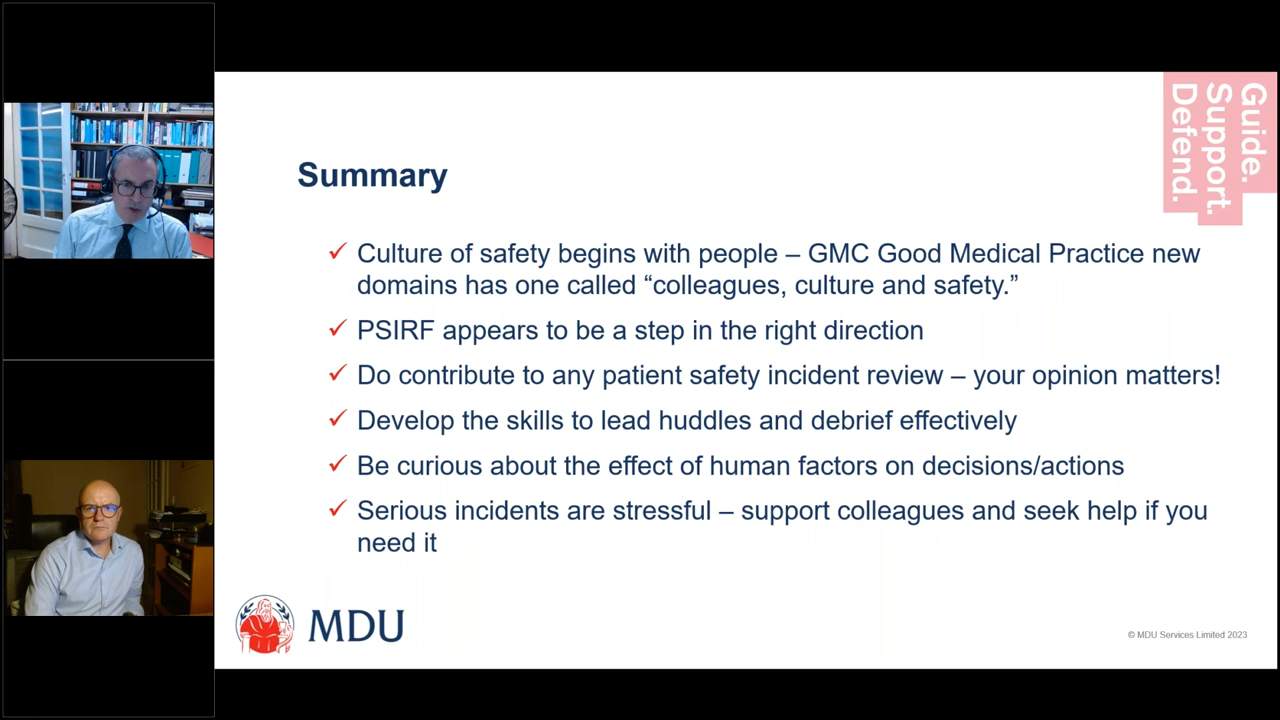 Guide.
Support.
Defend.
Summary
✓ Culture of safety begins with people – GMC Good Medical Practice new
domains has one called “colleagues, culture and safety.”
✓ PSIRF appears to be a step in the right direction
✓ Do contribute to any patient safety incident review – your opinion matters!
✓ Develop the skills to lead huddles and debrief effectively
✓ Be curious about the effect of human factors on decisions/actions
✓ Serious incidents are stressful – support colleagues and seek help if you
need it
MDU
© MDU Services Limited 2023